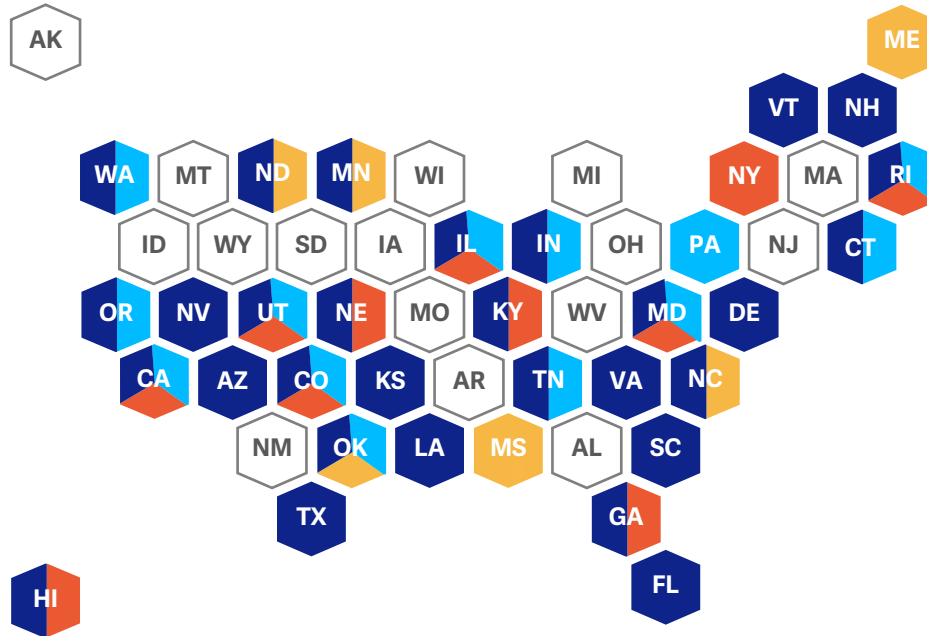 AK
ME
VT NH
WA MT ND MN WI MI NY MA RI
ID WY SD IA IL IN OH PA NJ CT
OR NV UT NE MO KY WV MD DE
CA AZ CO KS AR TN VA NC
NM OK LA MS AL SC
TX GA
FL
HI